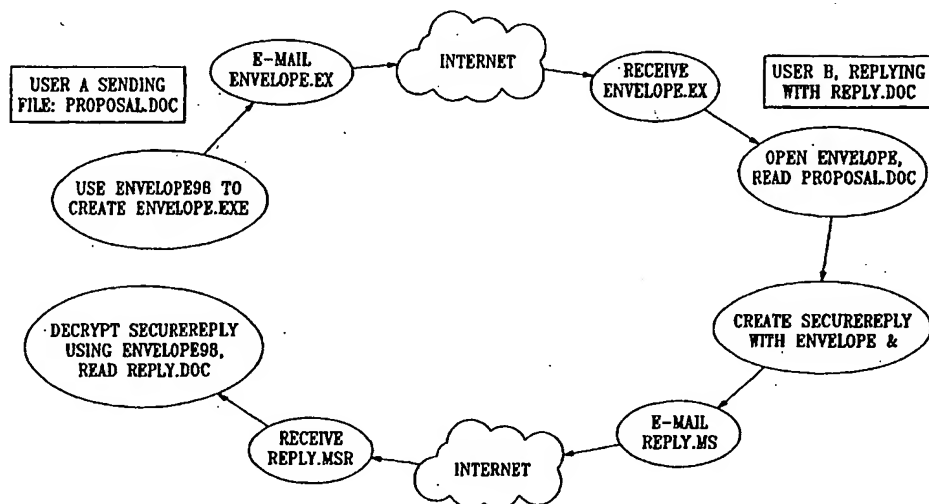 USER A SENDING
FILE: PROPOSAL.DOC
E-MAIL
ENVELOPE.EX
INTERNET
RECEIVE
ENVELOPE.EX
USER B, REPLYING
WITH REPLY.DOC
USE ENVELOPE98 TO
CREATE ENVELOPE.EXE
OPEN ENVELOPE,
READ PROPOSAL.DOC
DECRYPT SECUREREPLY
USING ENVELOPE98,
READ REPLY.DOC
CREATE SECUREREPLY
WITH ENVELOPE &
RECEIVE
REPLY.MSR
INTERNET
E-MAIL
REPLY.MS